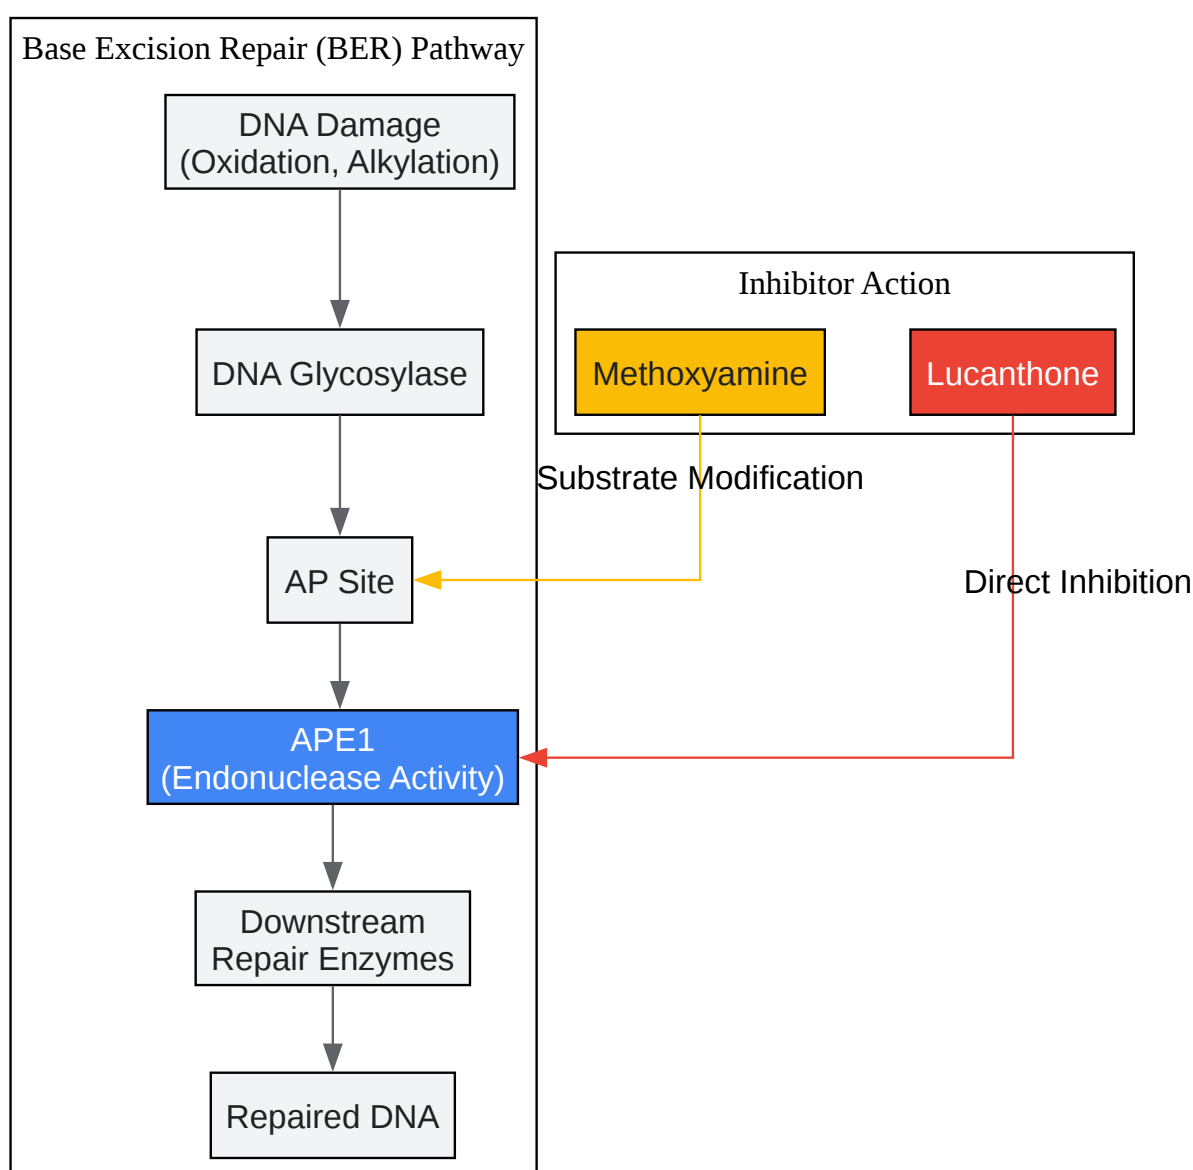 Base Excision Repair (BER) Pathway
DNA Damage
(Oxidation, Alkylation)
DNA Glycosylase
AP Site
APE1
(Endonuclease Activity)
Downstream
Repair Enzymes
Repaired DNA
Inhibitor Action
Methoxyamine
Lucanthone
Substrate Modification
Direct Inhibition